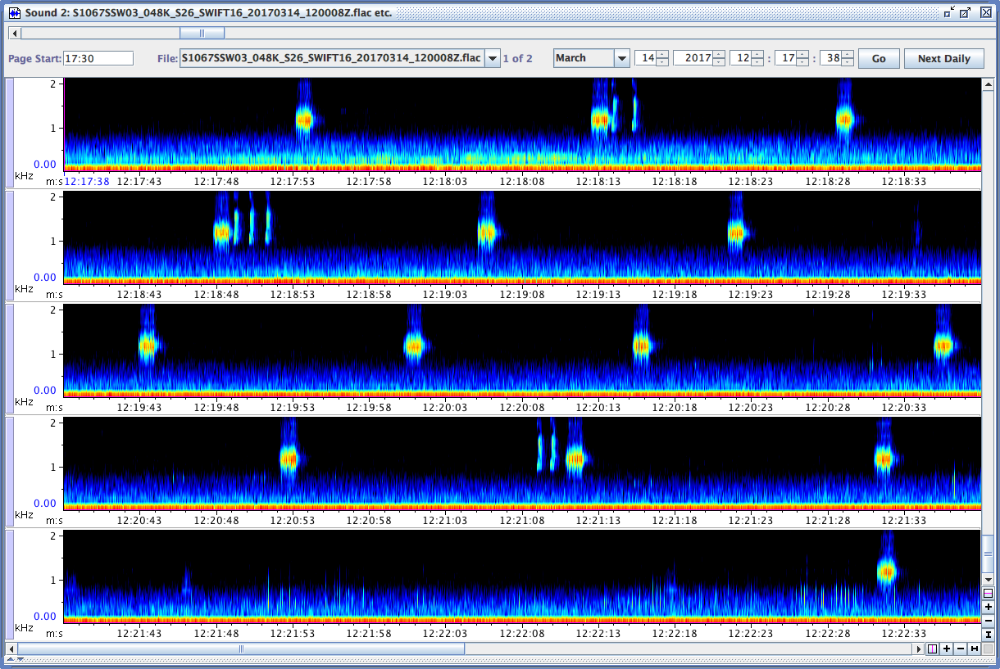 Sound 2: S1067SSW03_048K_S26_SWIFT16_20170314_120008Z.flac etc.
Page Start: 17:30 File: S1067SSW03_048K_S26_SWIFT16_20170314_120008Z.flac 1 of 2 March 14 2017 12 : 17 : 38 Go Next Daily
2
1
0.00
kHz
m:s 12:17:38 12:17:43 12:17:48 12:17:53 12:17:58 12:18:03 12:18:08 12:18:13 12:18:18 12:18:23 12:18:28 12:18:33
2
1
0.00
kHz
m:s 12:18:43 12:18:48 12:18:53 12:18:58 12:19:03 12:19:08 12:19:13 12:19:18 12:19:23 12:19:28 12:19:33
2
1
0.00
kHz
m:s 12:19:43 12:19:48 12:19:53 12:19:58 12:20:03 12:20:08 12:20:13 12:20:18 12:20:23 12:20:28 12:20:33
2
1
0.00
kHz
m:s 12:20:43 12:20:48 12:20:53 12:20:58 12:21:03 12:21:08 12:21:13 12:21:18 12:21:23 12:21:28 12:21:33
2
1
0.00
kHz
m:s 12:21:43 12:21:48 12:21:53 12:21:58 12:22:03 12:22:08 12:22:13 12:22:18 12:22:23 12:22:28 12:22:33